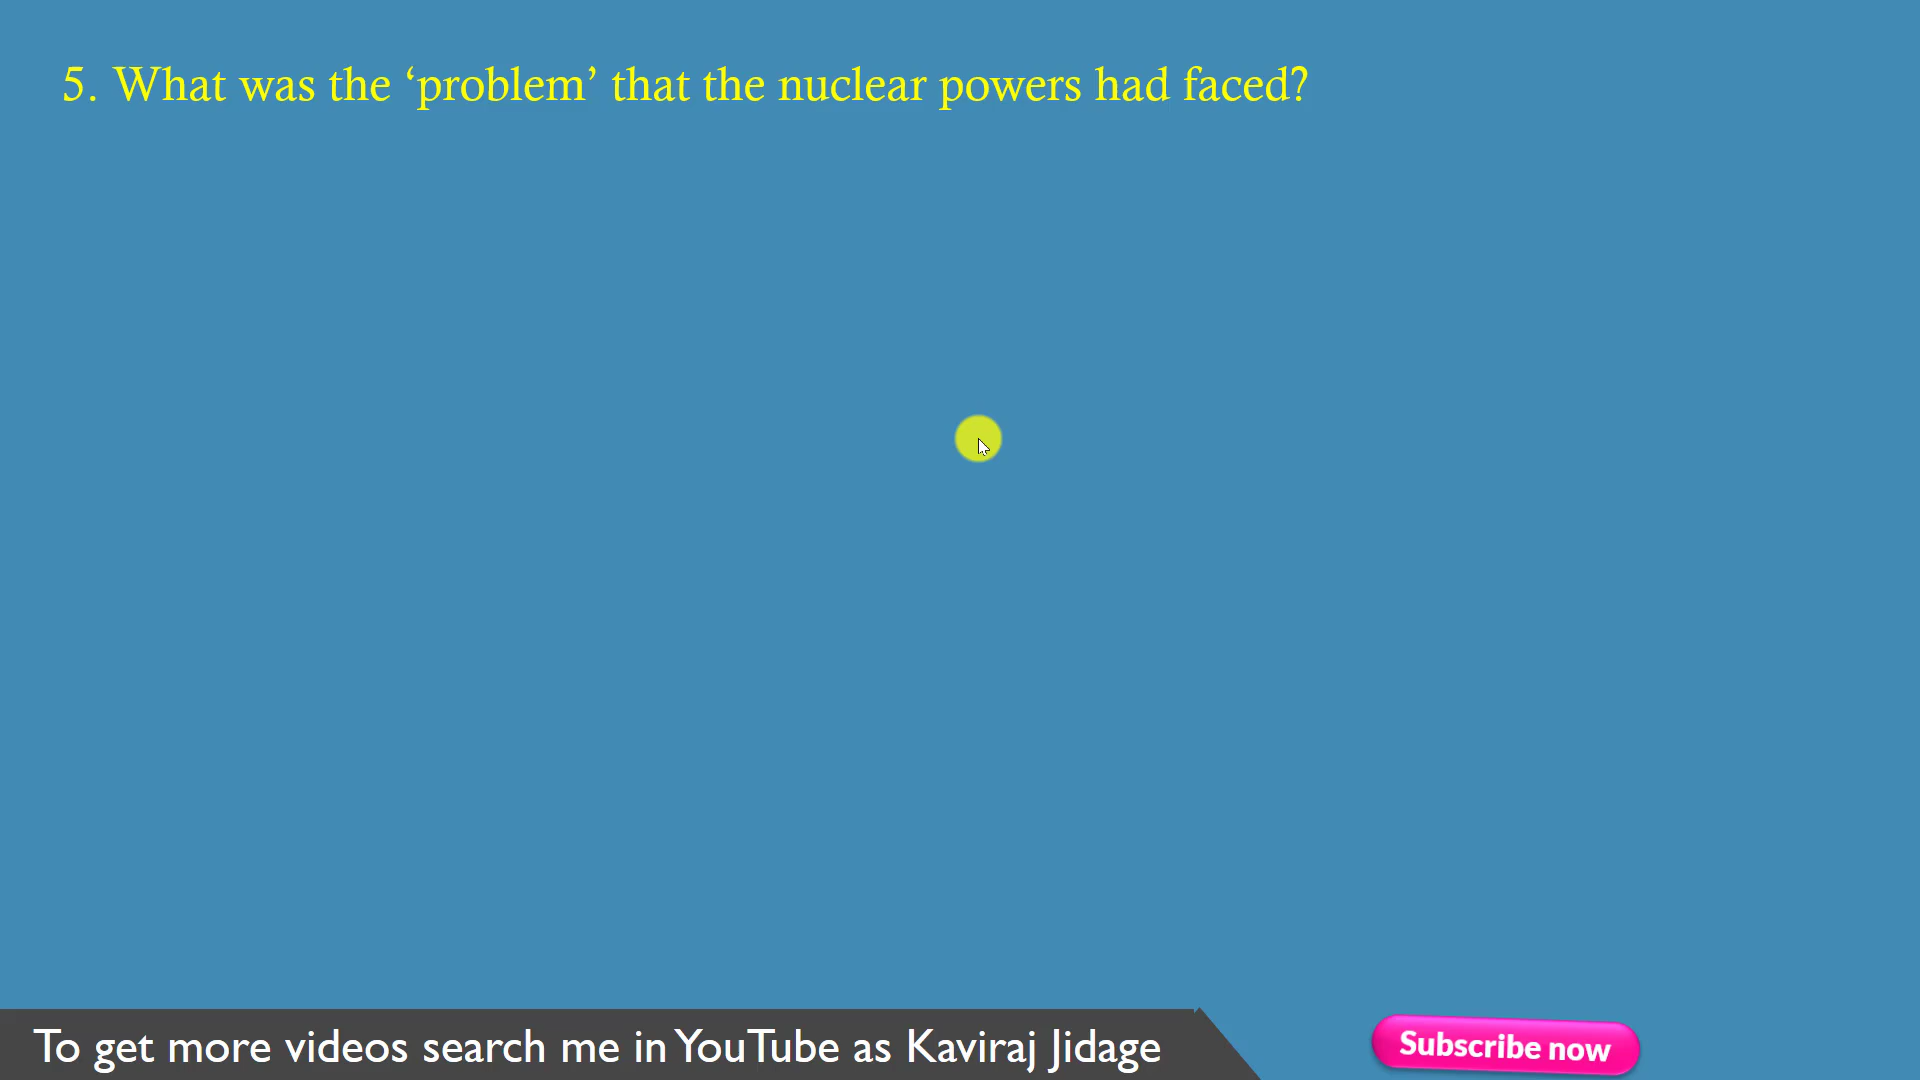 5. What was the ‘problem’ that the nuclear powers had faced?
To get more videos search me in YouTube as Kaviraj Jidage
Subscribe now